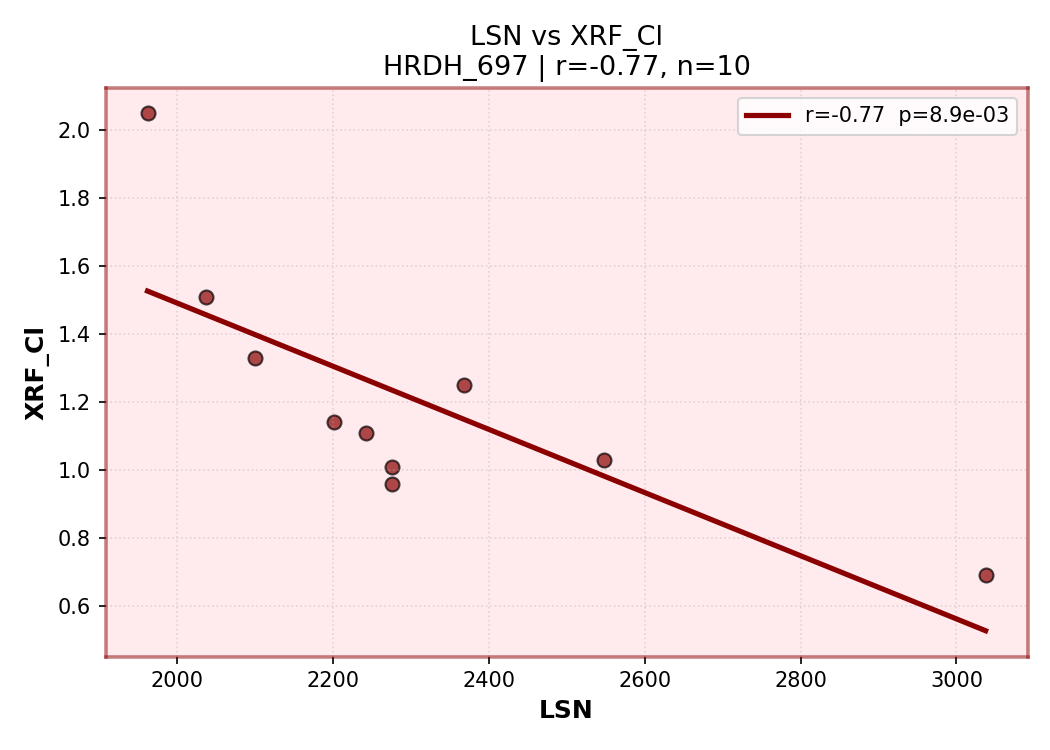 LSN vs XRF_Cl
HRDH_697 | r=-0.77, n=10
r=-0.77 p=8.9e-03
XRF_Cl
2.0
1.8
1.6
1.4
1.2
1.0
0.8
0.6
2000 2200 2400 2600 2800 3000
LSN